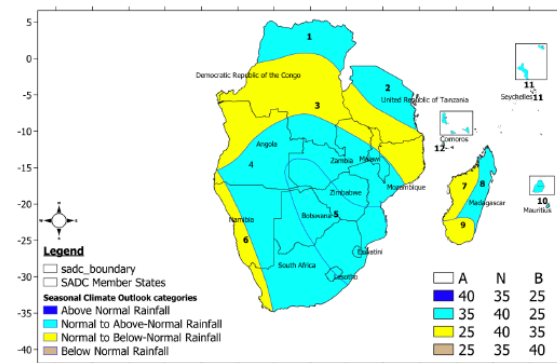 5
0
-5
-10
-15
-20
-25
-30
-35
-40
1
2
3
4
5
6
7
8
9
10
11
11
12
Democratic Republic of the Congo
United Republic of Tanzania
Seychelles
Comoros
Angola
Zambia
Malawi
Mozambique
Zimbabwe
Madagascar
Mauritius
Namibia
Botswana
Eswatini
South Africa
Lesotho
Legend
sadc_boundary
SADC Member States
Seasonal Climate Outlook categories
Above Normal Rainfall
Normal to Above-Normal Rainfall
Normal to Below-Normal Rainfall
Below Normal Rainfall
A N B
40 35 25
35 40 25
25 40 35
25 35 40